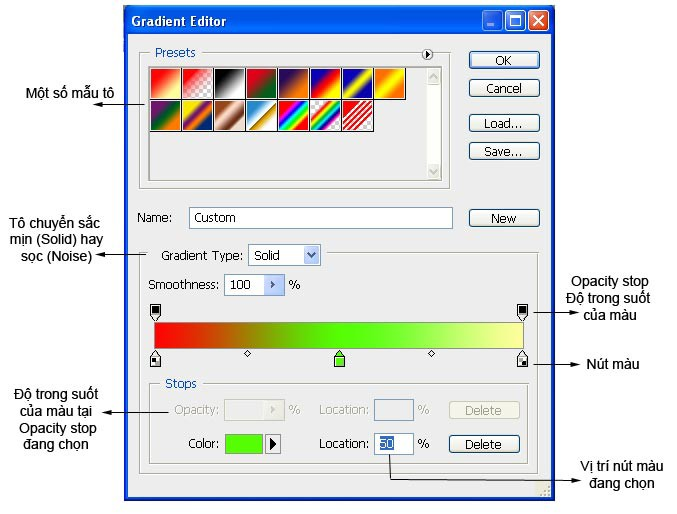 Gradient Editor
Presets
OK
Cancel
Load...
Save...
Một số mẫu tô
Name: Custom
New
Tô chuyển sắc
mịn (Solid) hay
sọc (Noise)
Gradient Type: Solid
Smoothness: 100 %
Opacity stop
Độ trong suốt
của màu
Nút màu
Stops
Opacity: % Location: % Delete
Color: Location: 50 % Delete
Độ trong suốt
của màu tại
Opacity stop
đang chọn
Vị trí nút màu
đang chọn